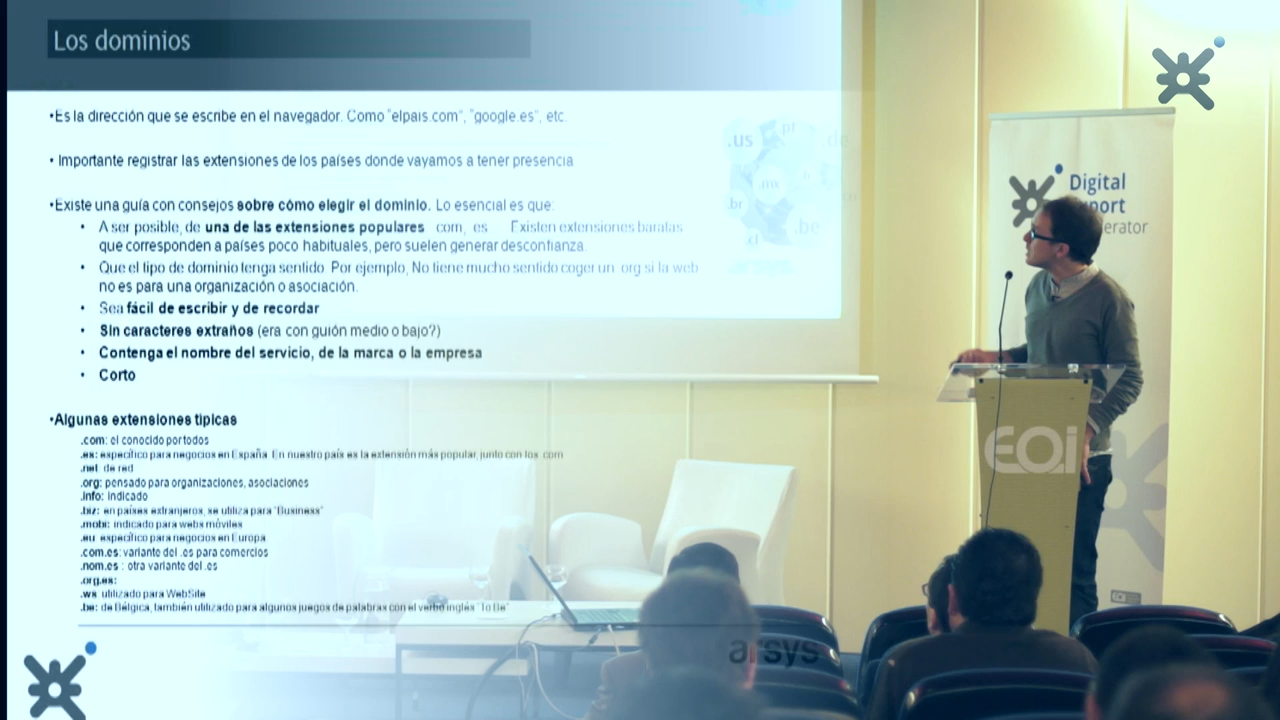 Los dominios
•Es la dirección que se escribe en el navegador. Como "elpais.com", "google.es", etc.
• Importante registrar las extensiones de los países donde vayamos a tener presencia
•Existe una guía con consejos sobre cómo elegir el dominio. Lo esencial es que:
• A ser posible, de una de las extensiones populares com, es Existen extensiones baratas
que corresponden a países poco habituales, pero suelen generar desconfianza.
• Que el tipo de dominio tenga sentido. Por ejemplo, No tiene mucho sentido coger un .org si la web
no es para una organización o asociación.
• Sea fácil de escribir y de recordar
• Sin caracteres extraños (era con guión medio o bajo?)
• Contenga el nombre del servicio, de la marca o la empresa
• Corto
•Algunas extensiones tipicas
.com: el conocido por todos
.es: específico para negocios en España. En nuestro país es la extensión más popular, junto con los .com
.net: de red
.org: pensado para organizaciones, asociaciones
.info: indicado
.biz: en países extranjeros, se utiliza para "Business"
.mobi: indicado para webs móviles
.eu: específico para negocios en Europa
.com.es: variante del .es para comercios
.nom.es : otra variante del .es
.org.es:
.ws: utilizado para WebSite
.be: de Bélgica, también utilizado para algunos juegos de palabras con el verbo inglés "To Be"
.us
pt
.de
.mx
.br
.be
.cl
Digital
port
erator
EOi
arsys